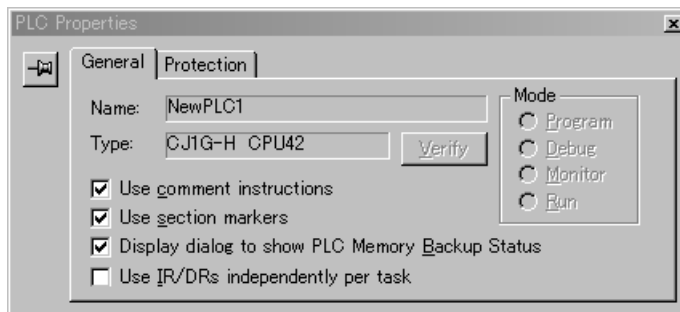 PLC Properties
General Protection
Name: NewPLC1
Type: CJ1G-H CPU42 Verify
Mode
Program
Debug
Monitor
Run
Use comment instructions
Use section markers
Display dialog to show PLC Memory Backup Status
Use IR/DRs independently per task